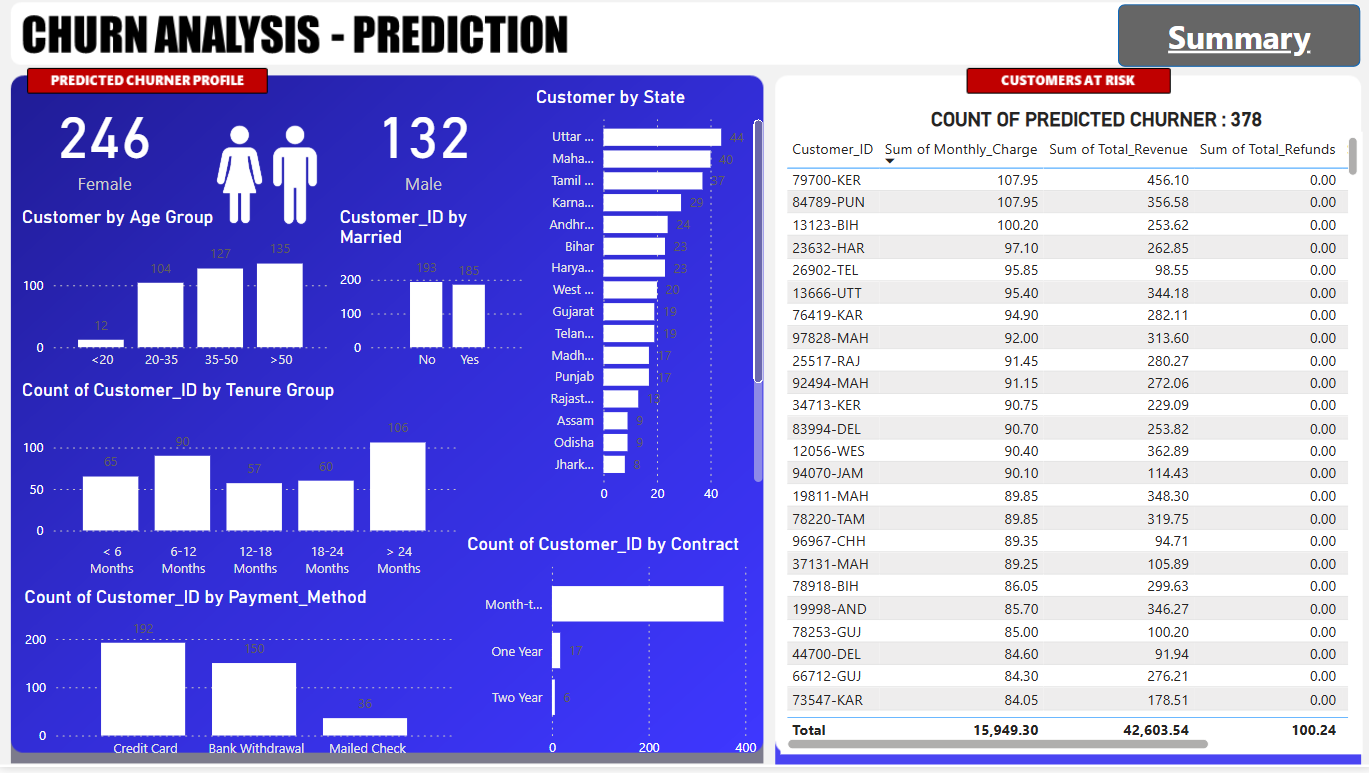 CHURN ANALYSIS - PREDICTION
Summary
PREDICTED CHURNER PROFILE
246
Female
132
Male
Customer by Age Group
135
127
104
12
100
0
<20 20-35 35-50 >50
Customer_ID by
Married
193 185
200
100
0
No Yes
Count of Customer_ID by Tenure Group
106
90
65
57
60
100
50
0
< 6
Months
6-12
Months
12-18
Months
18-24
Months
> 24
Months
Count of Customer_ID by Payment_Method
192
150
36
200
100
0
Credit Card Bank Withdrawal Mailed Check
Customer by State
Uttar ... 44
Maha... 40
Tamil ... 37
Karna... 29
Andhr... 24
Bihar 23
Harya... 23
West ... 20
Gujarat 19
Telan... 19
Madh... 17
Punjab 17
Rajast... 13
Assam 9
Odisha 9
Jhark... 8
0 20 40
Count of Customer_ID by Contract
Month-t...
One Year 17
Two Year 6
0 200 400
CUSTOMERS AT RISK
COUNT OF PREDICTED CHURNER : 378
Customer_ID Sum of Monthly_Charge Sum of Total_Revenue Sum of Total_Refunds
79700-KER 107.95 456.10 0.00
84789-PUN 107.95 356.58 0.00
13123-BIH 100.20 253.62 0.00
23632-HAR 97.10 262.85 0.00
26902-TEL 95.85 98.55 0.00
13666-UTT 95.40 344.18 0.00
76419-KAR 94.90 282.11 0.00
97828-MAH 92.00 313.60 0.00
25517-RAJ 91.45 280.27 0.00
92494-MAH 91.15 272.06 0.00
34713-KER 90.75 229.09 0.00
83994-DEL 90.70 253.82 0.00
12056-WES 90.40 362.89 0.00
94070-JAM 90.10 114.43 0.00
19811-MAH 89.85 348.30 0.00
78220-TAM 89.85 319.75 0.00
96967-CHH 89.35 94.71 0.00
37131-MAH 89.25 105.89 0.00
78918-BIH 86.05 299.63 0.00
19998-AND 85.70 346.27 0.00
78253-GUJ 85.00 100.20 0.00
44700-DEL 84.60 91.94 0.00
66712-GUJ 84.30 276.21 0.00
73547-KAR 84.05 178.51 0.00
Total 15,949.30 42,603.54 100.24